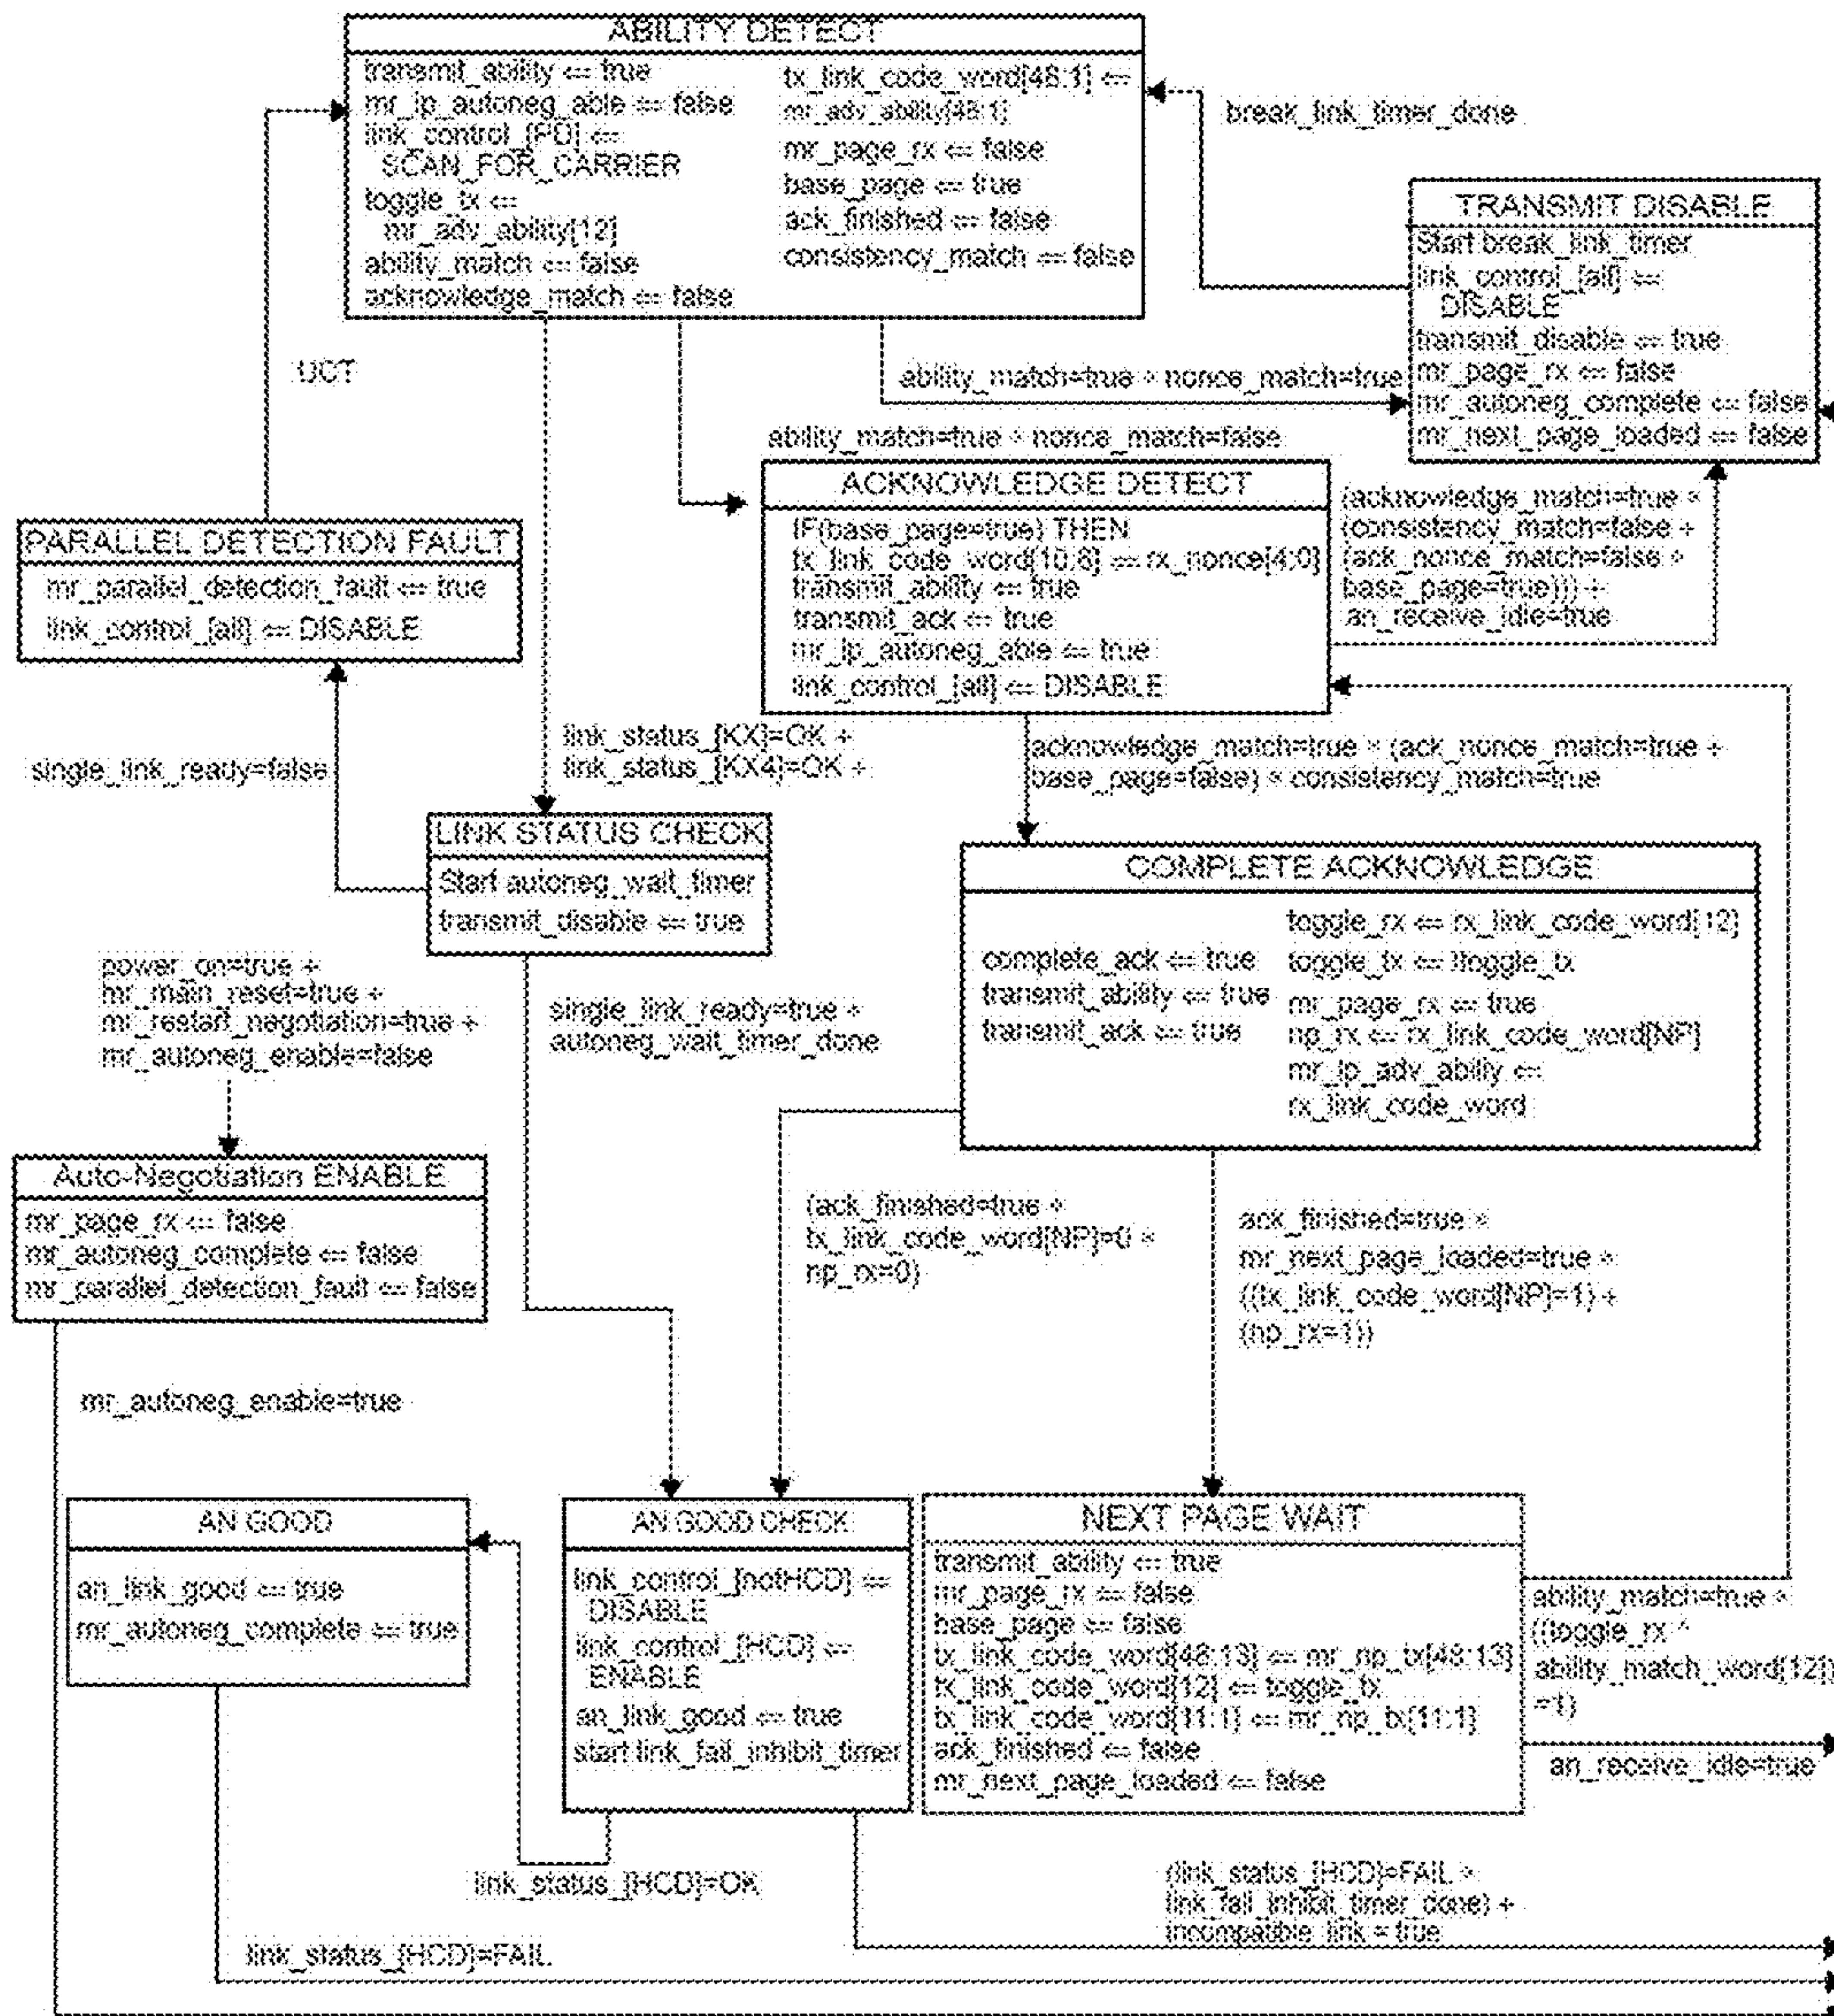 ABILITY DETECT
transmit_ability ⇐ true
mr_lp_autoneg_able ⇐ false
link_control_[PD] ⇐
SCAN_FOR_CARRIER
toggle_tx ⇐
mr_adv_ability[12]
ability_match ⇐ false
acknowledge_match ⇐ false
tx_link_code_word[48:1] ⇐
mr_adv_ability[48:1]
mr_page_rx ⇐ false
base_page ⇐ true
ack_finished ⇐ false
consistency_match ⇐ false
break_link_timer_done
TRANSMIT DISABLE
Start break_link_timer
link_control_[all] ⇐
DISABLE
transmit_disable ⇐ true
mr_page_rx ⇐ false
mr_autoneg_complete ⇐ false
mr_next_page_loaded ⇐ false
UCT
ability_match=true * nonce_match=true
ability_match=true * nonce_match=false
ACKNOWLEDGE DETECT
IF(base_page=true) THEN
tx_link_code_word[10:6] ⇐ rx_nonce[4:0]
transmit_ability ⇐ true
transmit_ack ⇐ true
mr_lp_autoneg_able ⇐ true
link_control_[all] ⇐ DISABLE
(acknowledge_match=true *
(consistency_match=false +
(ack_nonce_match=false *
base_page=true))) +
an_receive_idle=true
PARALLEL DETECTION FAULT
mr_parallel_detection_fault ⇐ true
link_control_[all] ⇐ DISABLE
single_link_ready=false
link_status_[KX]=OK +
link_status_[KX4]=OK +
acknowledge_match=true * (ack_nonce_match=true +
base_page=false) * consistency_match=true
LINK STATUS CHECK
Start autoneg_wait_timer
transmit_disable ⇐ true
COMPLETE ACKNOWLEDGE
complete_ack ⇐ true
transmit_ability ⇐ true
transmit_ack ⇐ true
toggle_rx ⇐ rx_link_code_word[12]
toggle_tx ⇐ !toggle_tx
mr_page_rx ⇐ true
np_rx ⇐ rx_link_code_word[NP]
mr_lp_adv_abiliy ⇐
rx_link_code_word
power_on=true +
mr_main_reset=true +
mr_restart_negotiation=true +
mr_autoneg_enable=false
single_link_ready=true +
autoneg_wait_timer_done
Auto-Negotiation ENABLE
mr_page_rx ⇐ false
mr_autoneg_complete ⇐ false
mr_parallel_detection_fault ⇐ false
(ack_finished=true *
tx_link_code_word[NP]=0 *
np_rx=0)
ack_finished=true *
mr_next_page_loaded=true *
((tx_link_code_word[NP]=1) +
(np_rx=1))
mr_autoneg_enable=true
AN GOOD
an_link_good ⇐ true
mr_autoneg_complete ⇐ true
AN GOOD CHECK
link_control_[notHCD] ⇐
DISABLE
link_control_[HCD] ⇐
ENABLE
an_link_good ⇐ true
start link_fail_inhibit_timer
NEXT PAGE WAIT
transmit_ability ⇐ true
mr_page_rx ⇐ false
base_page ⇐ false
tx_link_code_word[48:13] ⇐ mr_np_tx[48:13]
tx_link_code_word[12] ⇐ toggle_tx
tx_link_code_word[11:1] ⇐ mr_np_tx[11:1]
ack_finished ⇐ false
mr_next_page_loaded ⇐ false
ability_match=true *
((toggle_rx ^
ability_match_word[12])
=1)
an_receive_idle=true
link_status_[HCD]=OK
(link_status_[HCD]=FAIL *
link_fail_inhibit_timer_done) +
incompatible_link = true
link_status_[HCD]=FAIL